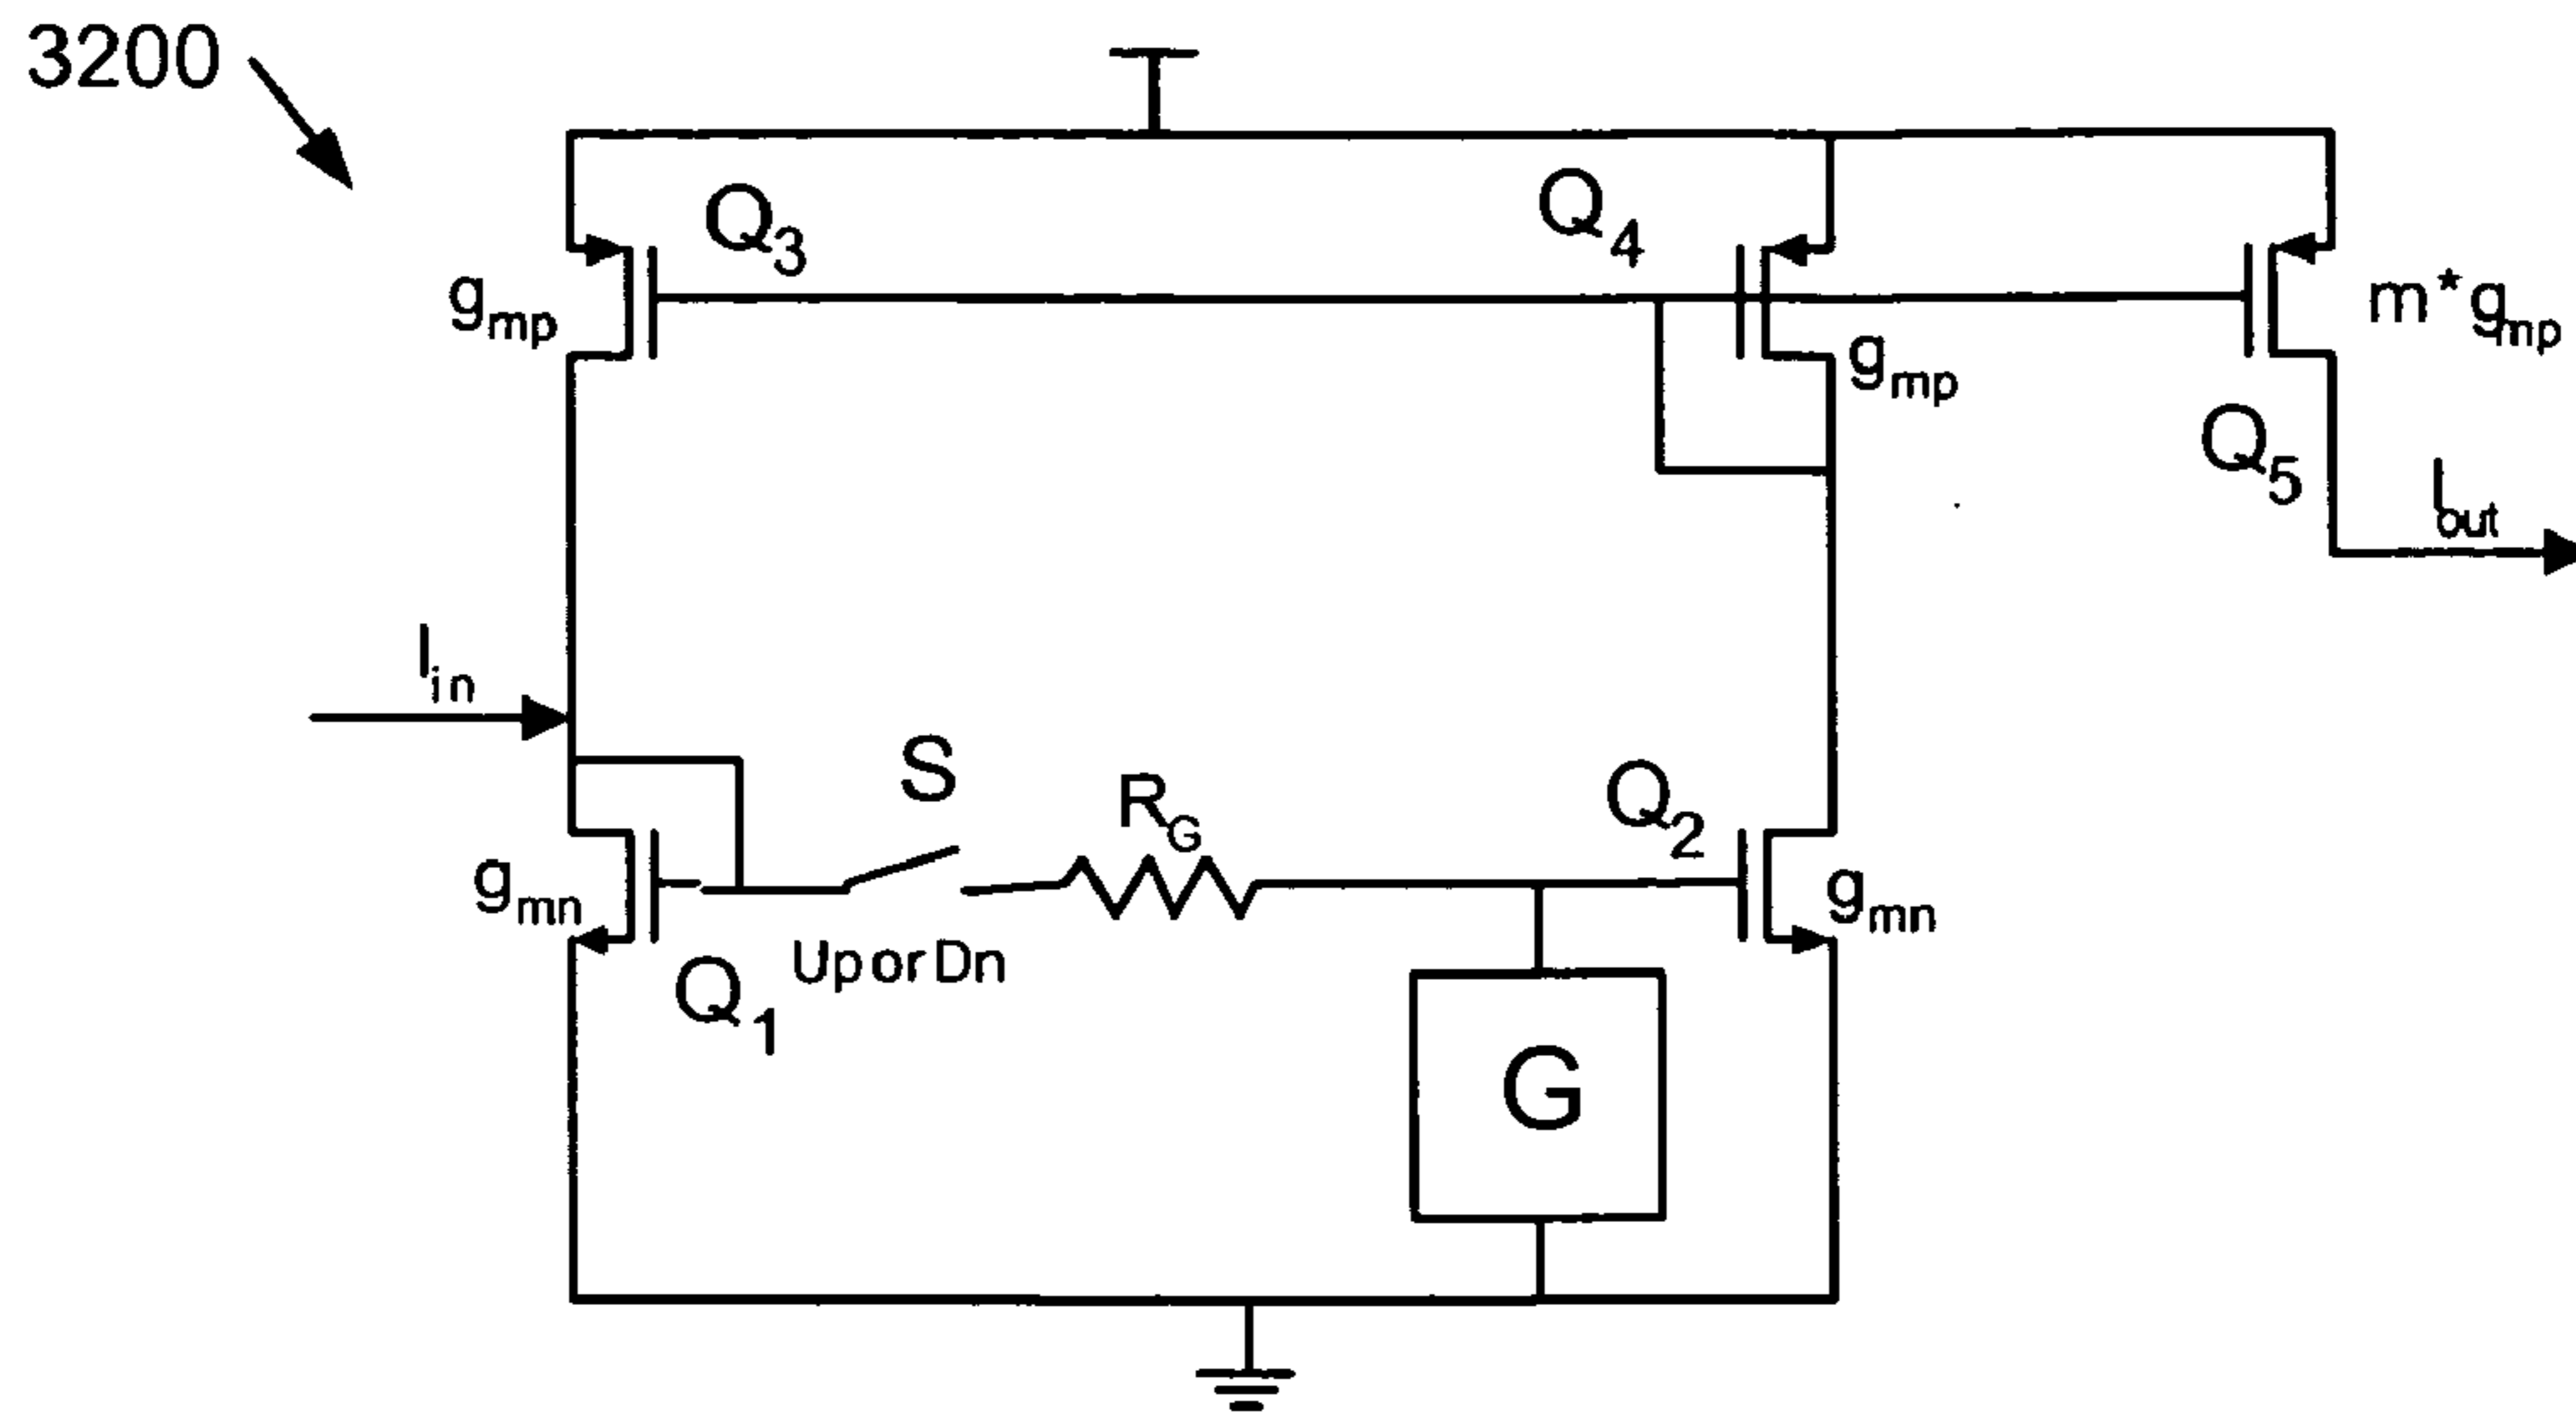 3200
Q3
Q4
gmp
m*gmp
gmp
Q5
Iout
Iin
S
RG
Q2
gmn
gmn
Up or Dn
Q1
G